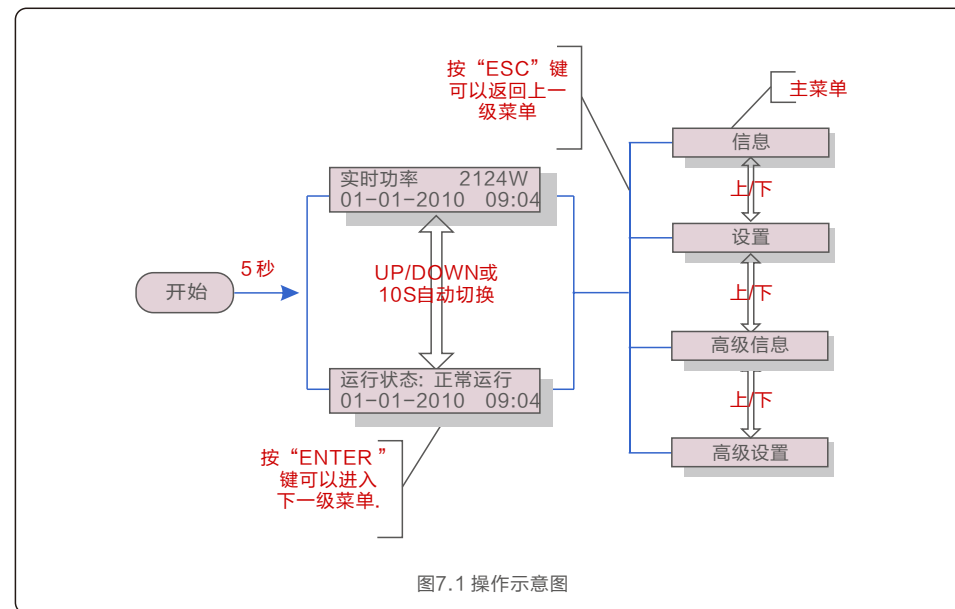 按“ESC”键
可以返回上一
级菜单
主菜单
信息
实时功率 2124W
01-01-2010 09:04
上/下
设置
5秒
开始
UP/DOWN或
10S自动切换
上/下
高级信息
运行状态: 正常运行
01-01-2010 09:04
上/下
高级设置
按“ENTER”
键可以进入
下一级菜单.
图7.1 操作示意图